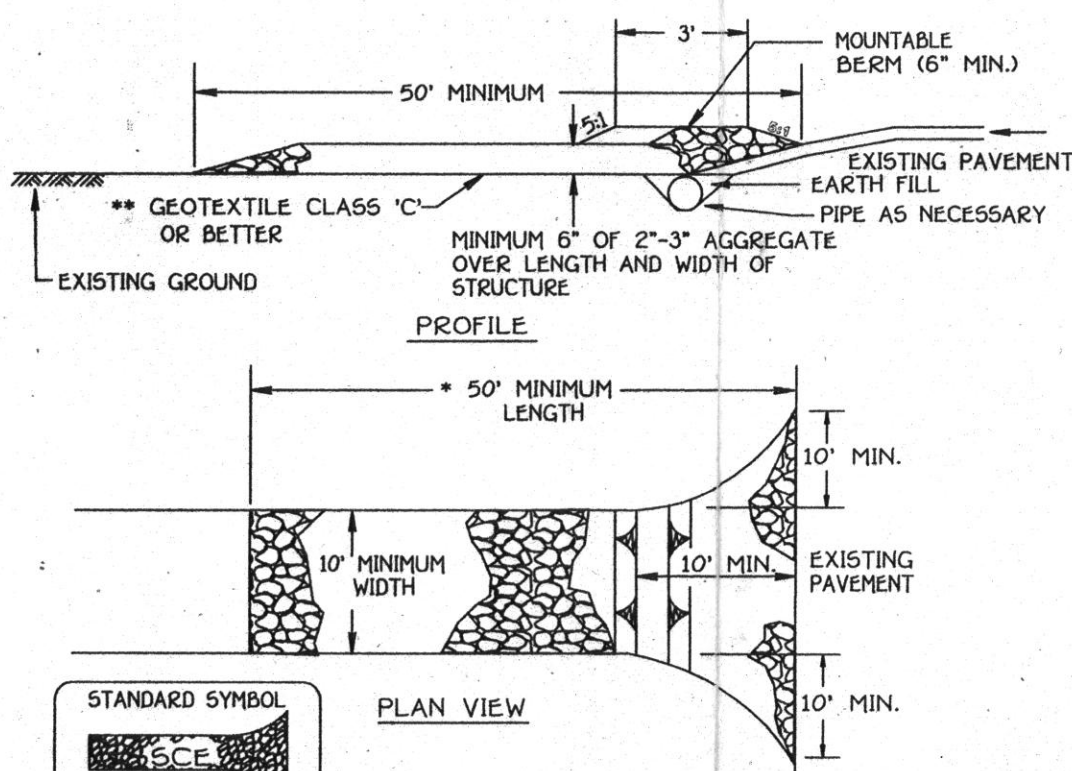 3'
MOUNTABLE
BERM (6" MIN.)
50' MINIMUM
5:1
5:1
EXISTING PAVEMENT
** GEOTEXTILE CLASS 'C'
OR BETTER
EARTH FILL
PIPE AS NECESSARY
MINIMUM 6" OF 2"-3" AGGREGATE
OVER LENGTH AND WIDTH OF
STRUCTURE
EXISTING GROUND
PROFILE
* 50' MINIMUM
LENGTH
10' MIN.
10' MINIMUM
WIDTH
10' MIN.
EXISTING
PAVEMENT
10' MIN.
STANDARD SYMBOL
SCE
PLAN VIEW